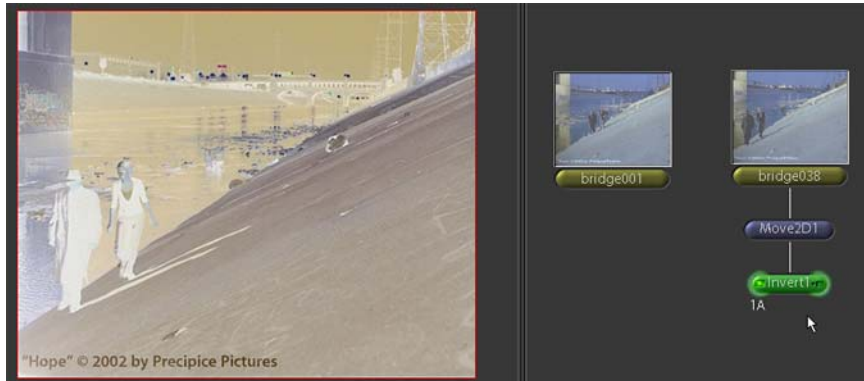 "Hope" © 2002 by Precipice Pictures
bridge001
bridge038
Move2D1
Invert1
1A